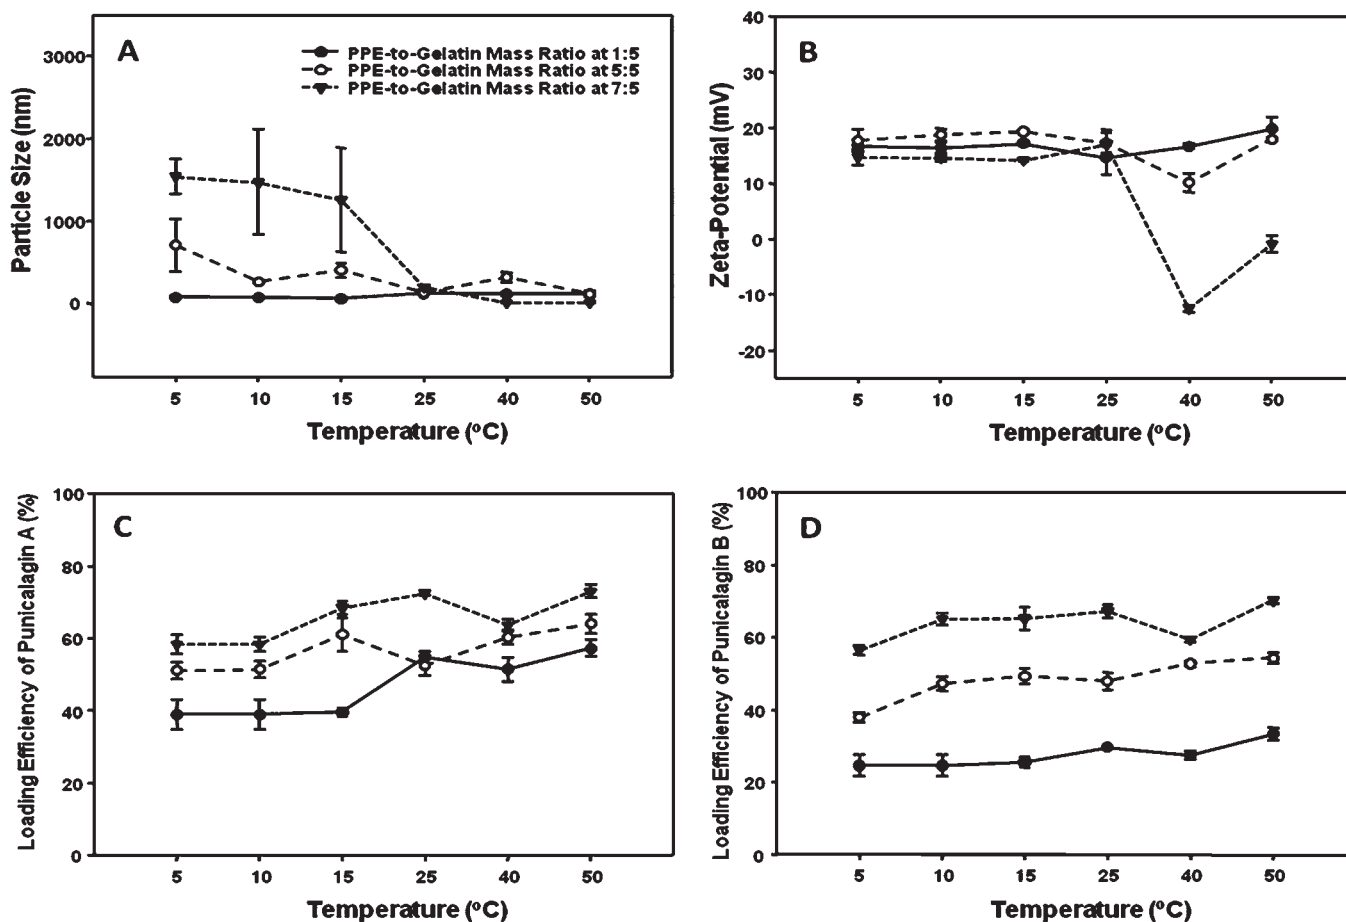 A
PPE-to-Gelatin Mass Ratio at 1:5
PPE-to-Gelatin Mass Ratio at 5:5
PPE-to-Gelatin Mass Ratio at 7:5
Particle Size (nm)
3000
2000
1000
0
5 10 15 25 40 50
Temperature (ºC)
B
Zeta-Potential (mV)
40
30
20
10
0
-10
-20
5 10 15 25 40 50
Temperature (ºC)
C
Loading Efficiency of Punicalagin A (%)
100
80
60
40
20
0
5 10 15 25 40 50
Temperature (ºC)
D
Loading Efficiency of Punicalagin B (%)
100
80
60
40
20
0
5 10 15 25 40 50
Temperature (ºC)